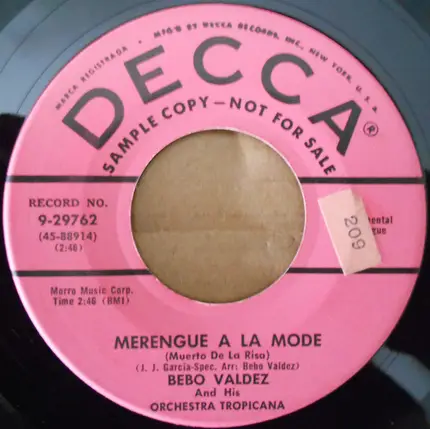 MARCA REGISTRADA • MFG'D BY DECCA RECORDS, INC., NEW YORK, U. S. A.
DECCA®
SAMPLE COPY—NOT FOR SALE
RECORD NO.
9-29762
(45-88914)
(2:46)
209
Morro Music Corp.
Time 2:46 (BMI)
MERENGUE A LA MODE
(Muerto De La Risa)
(J. J. Garcia-Spec. Arr: Bebo Valdez)
BEBO VALDEZ
And His
ORCHESTRA TROPICANA